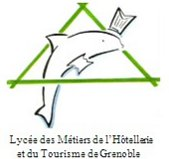 Lycée des Métiers de l'Hôtellerie
et du Tourisme de Grenoble